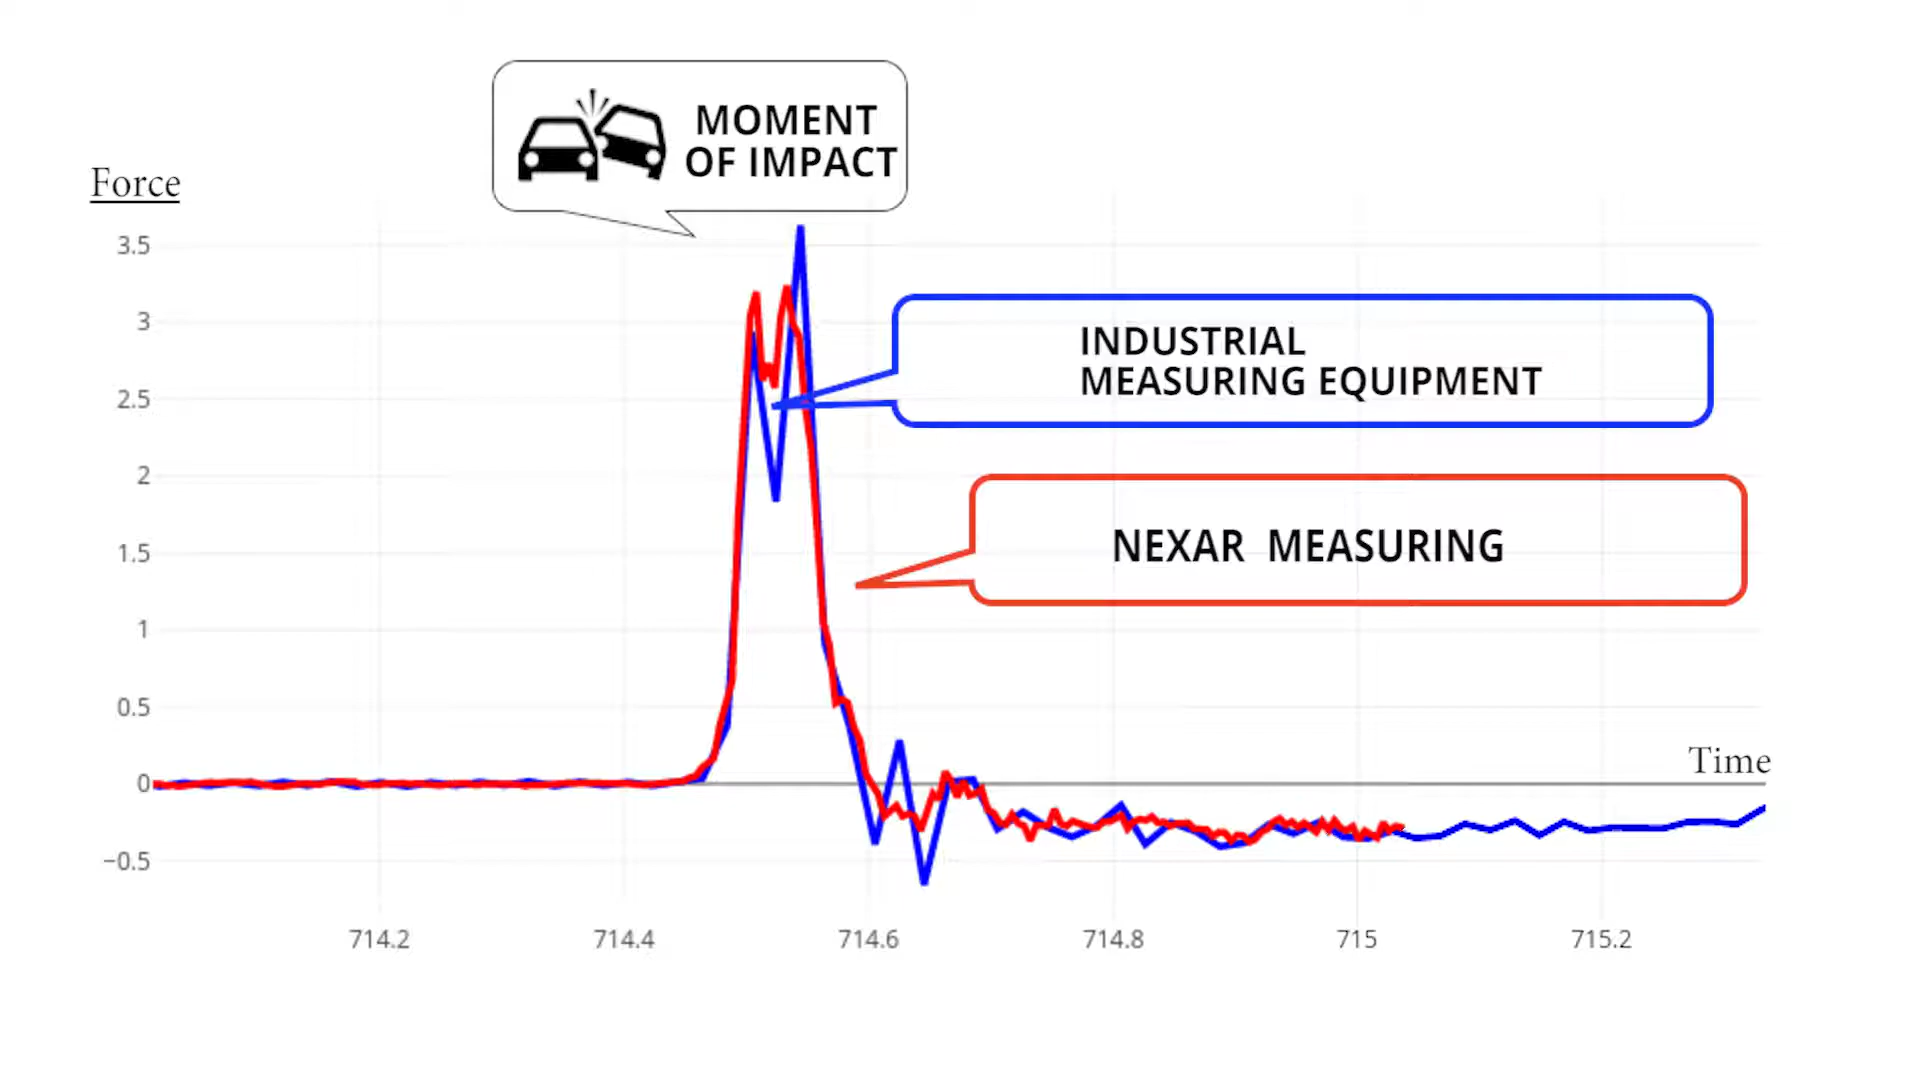 MOMENT
OF IMPACT
Force
3.5
3
2.5
2
1.5
1
0.5
0
−0.5
INDUSTRIAL
MEASURING EQUIPMENT
NEXAR MEASURING
Time
714.2 714.4 714.6 714.8 715 715.2